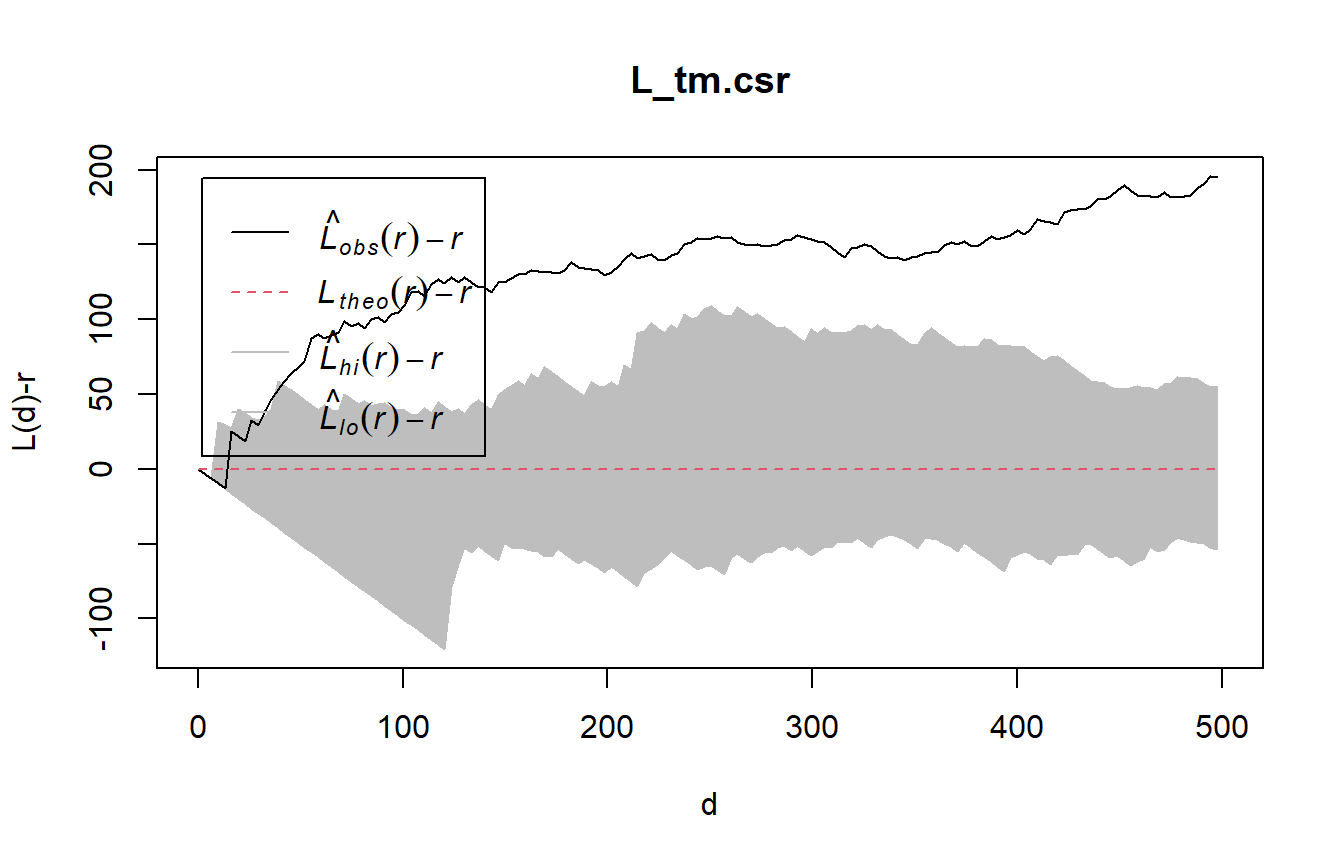 L_tm.csr
L(d)-r
200
100
50
0
-100
L̂obs(r) − r
Ltheo(r) − r
L̂hi(r) − r
L̂lo(r) − r
0 100 200 300 400 500
d